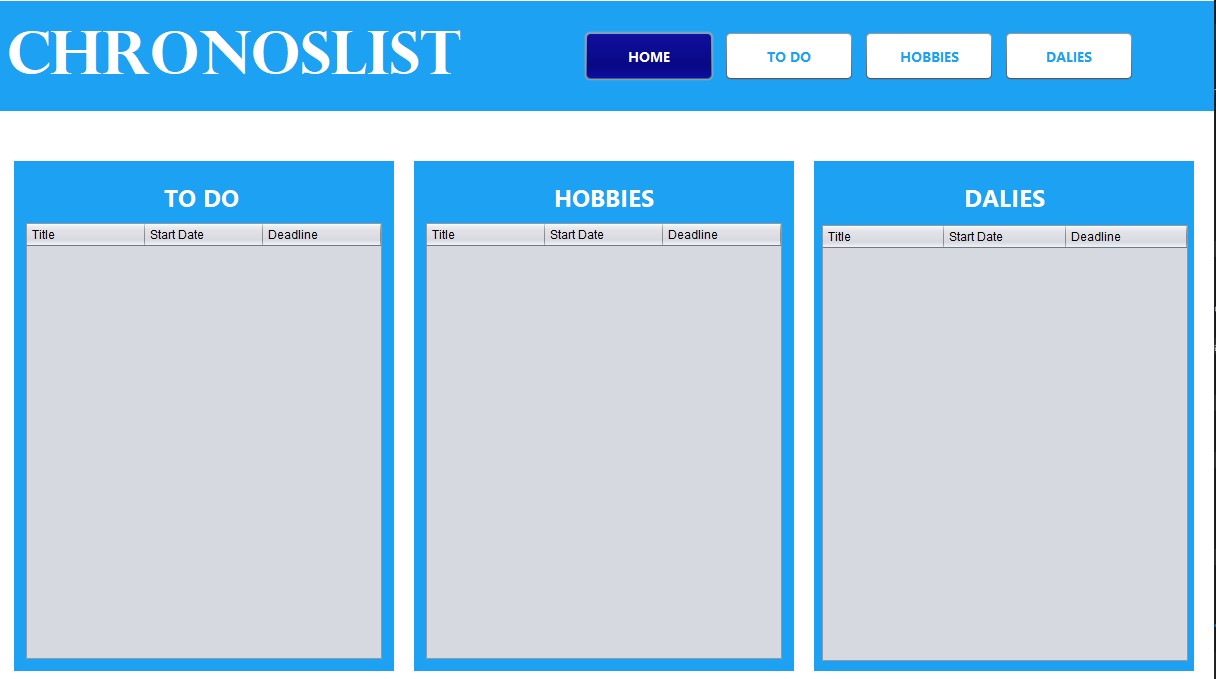 CHRONOSLIST
HOME TO DO HOBBIES DALIES
TO DO
Title Start Date Deadline
HOBBIES
Title Start Date Deadline
DALIES
Title Start Date Deadline